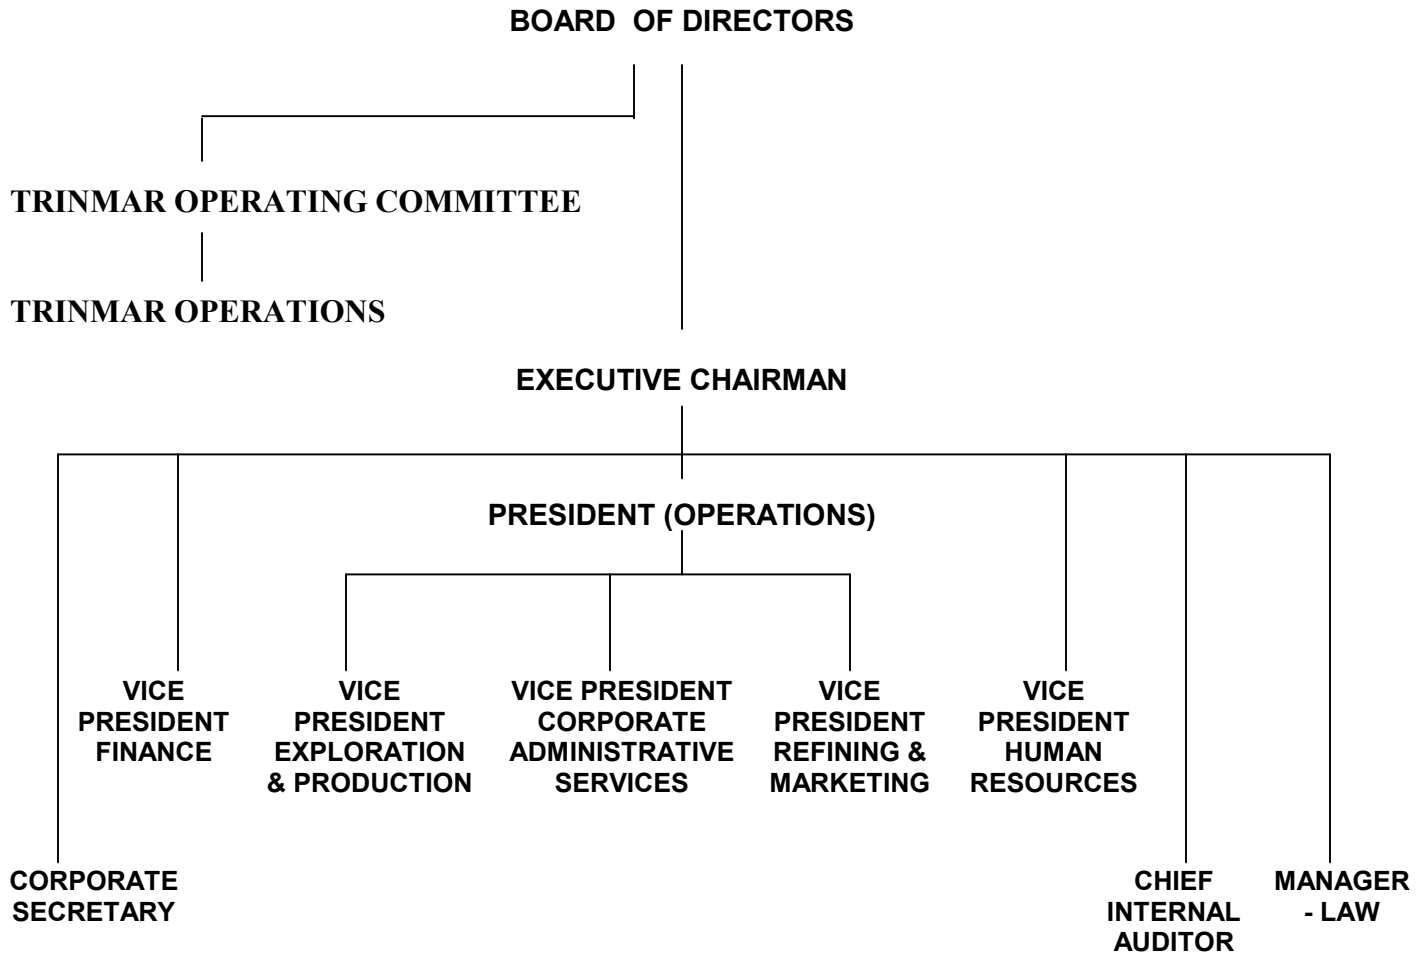 BOARD OF DIRECTORS
TRINMAR OPERATING COMMITTEE
TRINMAR OPERATIONS
EXECUTIVE CHAIRMAN
PRESIDENT (OPERATIONS)
VICE
PRESIDENT
FINANCE
VICE
PRESIDENT
EXPLORATION
& PRODUCTION
VICE PRESIDENT
CORPORATE
ADMINISTRATIVE
SERVICES
VICE
PRESIDENT
REFINING &
MARKETING
VICE
PRESIDENT
HUMAN
RESOURCES
CORPORATE
SECRETARY
CHIEF
INTERNAL
AUDITOR
MANAGER
- LAW